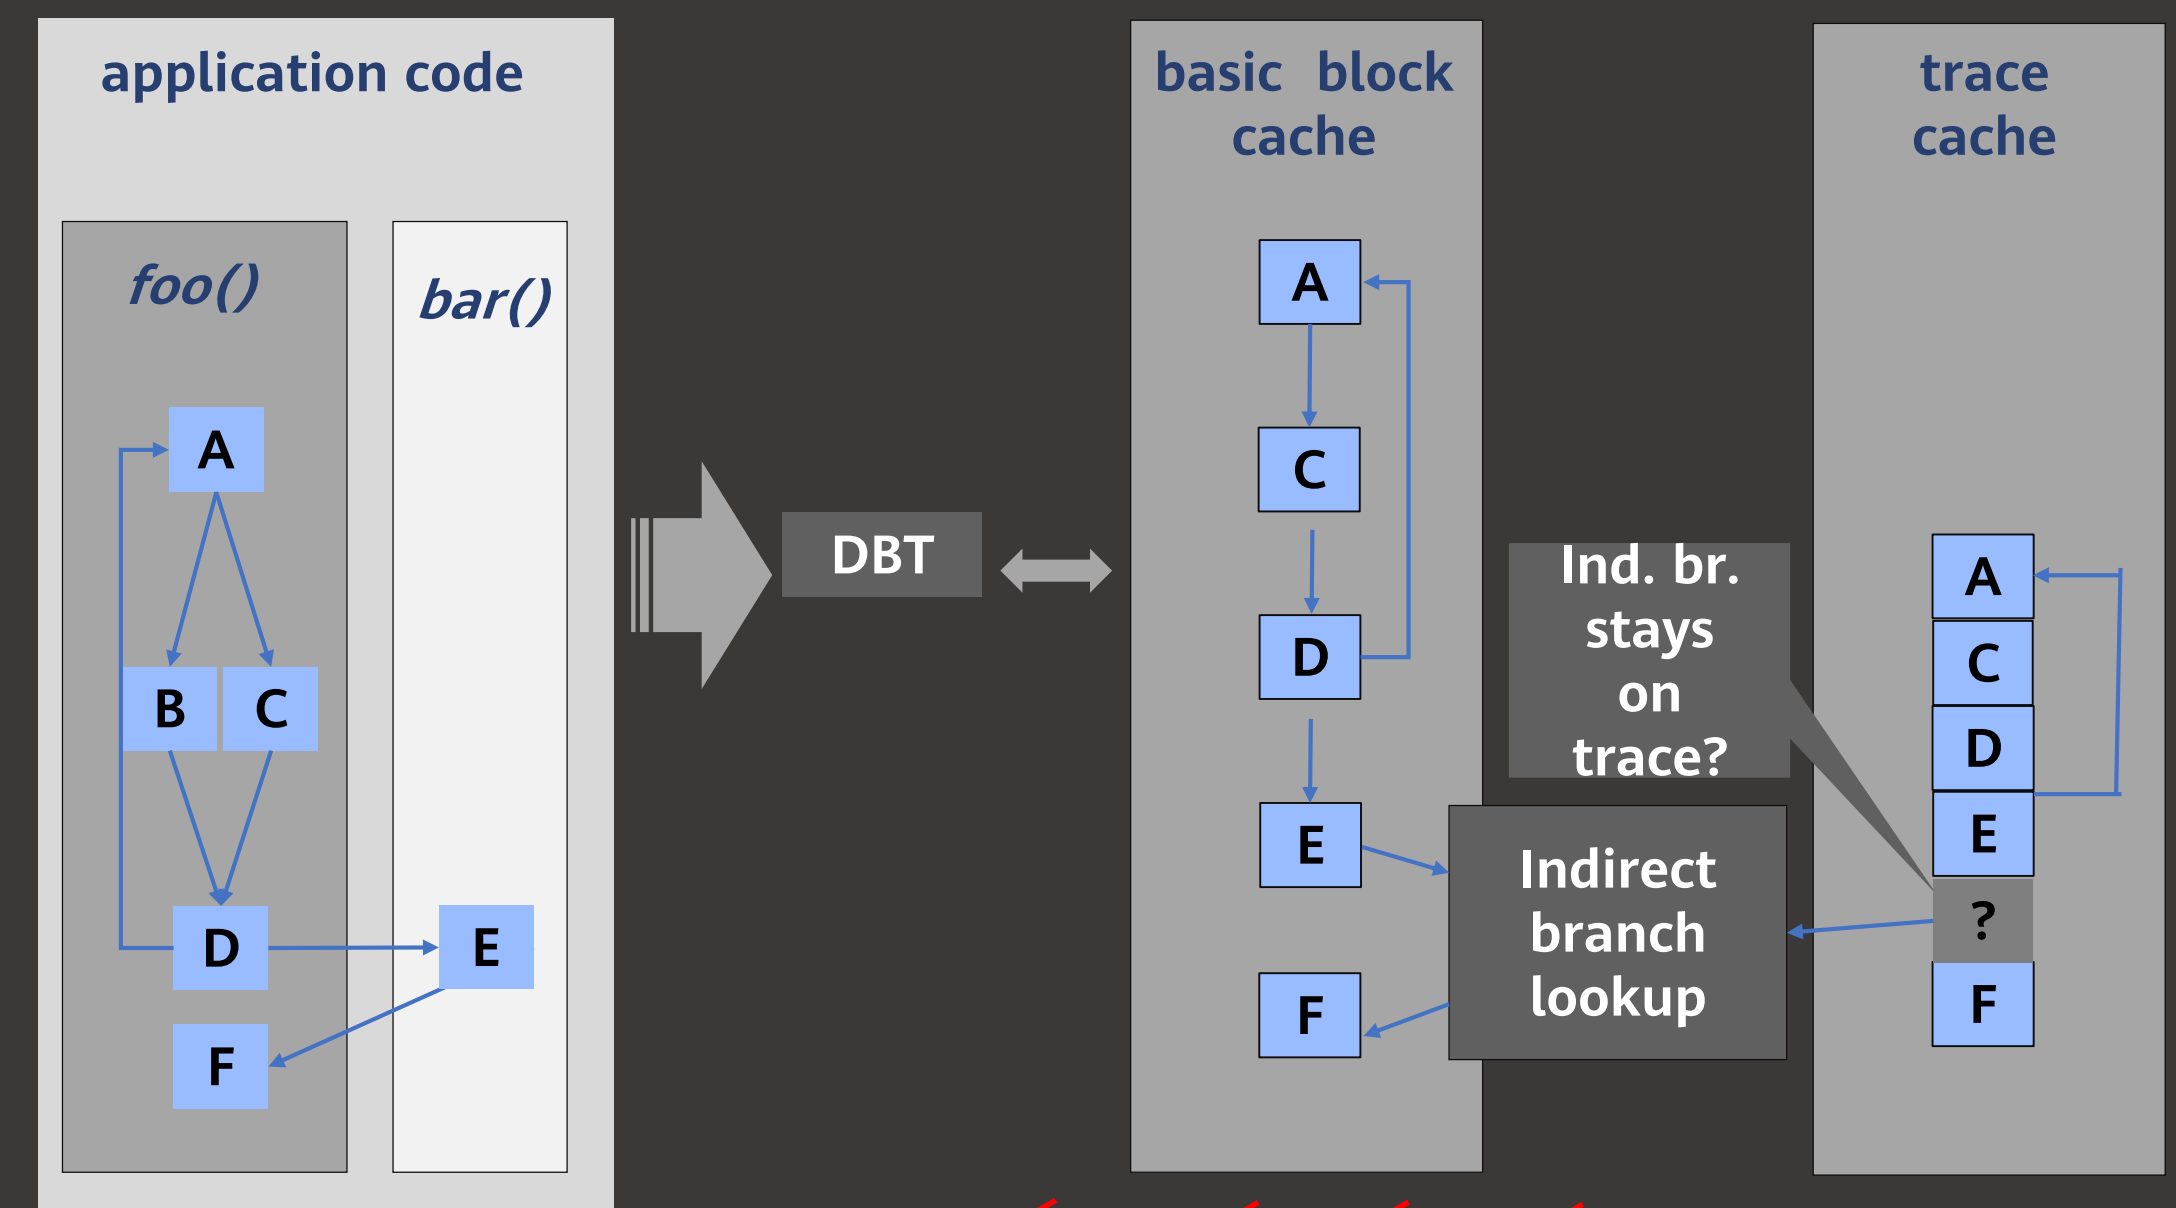 application code
foo()
bar()
A
B
C
D
E
F
DBT
basic block
cache
A
C
D
E
F
Ind. br.
stays
on
trace?
Indirect
branch
lookup
trace
cache
A
C
D
E
?
F